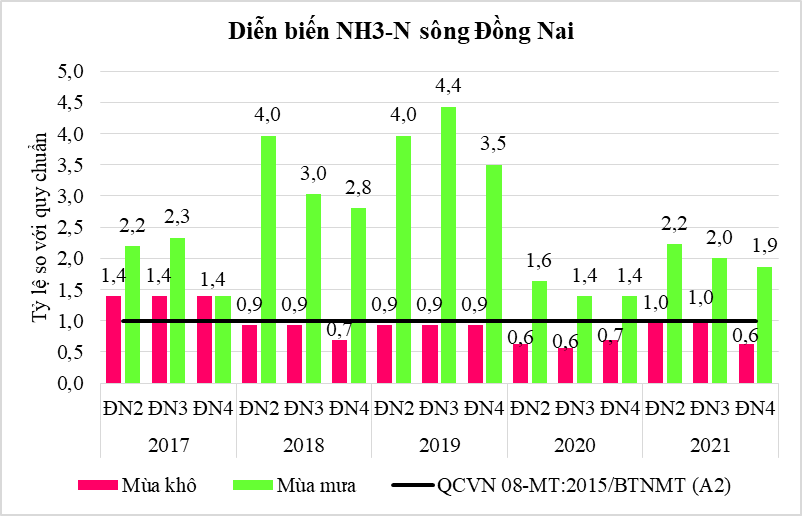 Diễn biến NH3-N sông Đồng Nai
Tỷ lệ so với quy chuẩn
5,0
4,5
4,0
3,5
3,0
2,5
2,0
1,5
1,0
0,5
0,0
1,4 2,2 1,4 2,3 1,4 1,4
0,9 4,0 0,9 3,0 0,7 2,8
0,9 4,0 0,9 4,4 0,9 3,5
0,6 1,6 0,6 1,4 0,7 1,4
1,0 2,2 1,0 2,0 0,6 1,9
ĐN2 ĐN3 ĐN4 ĐN2 ĐN3 ĐN4 ĐN2 ĐN3 ĐN4 ĐN2 ĐN3 ĐN4 ĐN2 ĐN3 ĐN4
2017 2018 2019 2020 2021
Mùa khô Mùa mưa QCVN 08-MT:2015/BTNMT (A2)